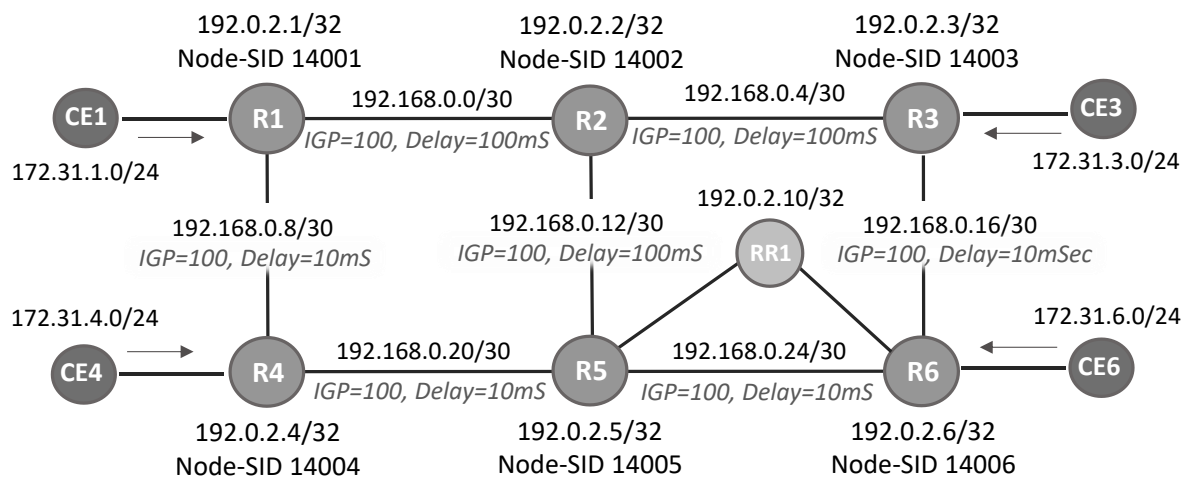 192.0.2.1/32
Node-SID 14001
192.0.2.2/32
Node-SID 14002
192.0.2.3/32
Node-SID 14003
CE1
R1
192.168.0.0/30
IGP=100, Delay=100mS
R2
192.168.0.4/30
IGP=100, Delay=100mS
R3
CE3
172.31.1.0/24
172.31.3.0/24
192.168.0.8/30
IGP=100, Delay=10mS
192.168.0.12/30
IGP=100, Delay=100mS
192.0.2.10/32
RR1
192.168.0.16/30
IGP=100, Delay=10mSec
172.31.4.0/24
172.31.6.0/24
CE4
R4
192.168.0.20/30
IGP=100, Delay=10mS
R5
192.168.0.24/30
IGP=100, Delay=10mS
R6
CE6
192.0.2.4/32
Node-SID 14004
192.0.2.5/32
Node-SID 14005
192.0.2.6/32
Node-SID 14006